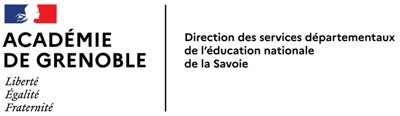 ACADÉMIE
DE GRENOBLE
Liberté
Égalité
Fraternité
Direction des services départementaux
de l'éducation nationale
de la Savoie